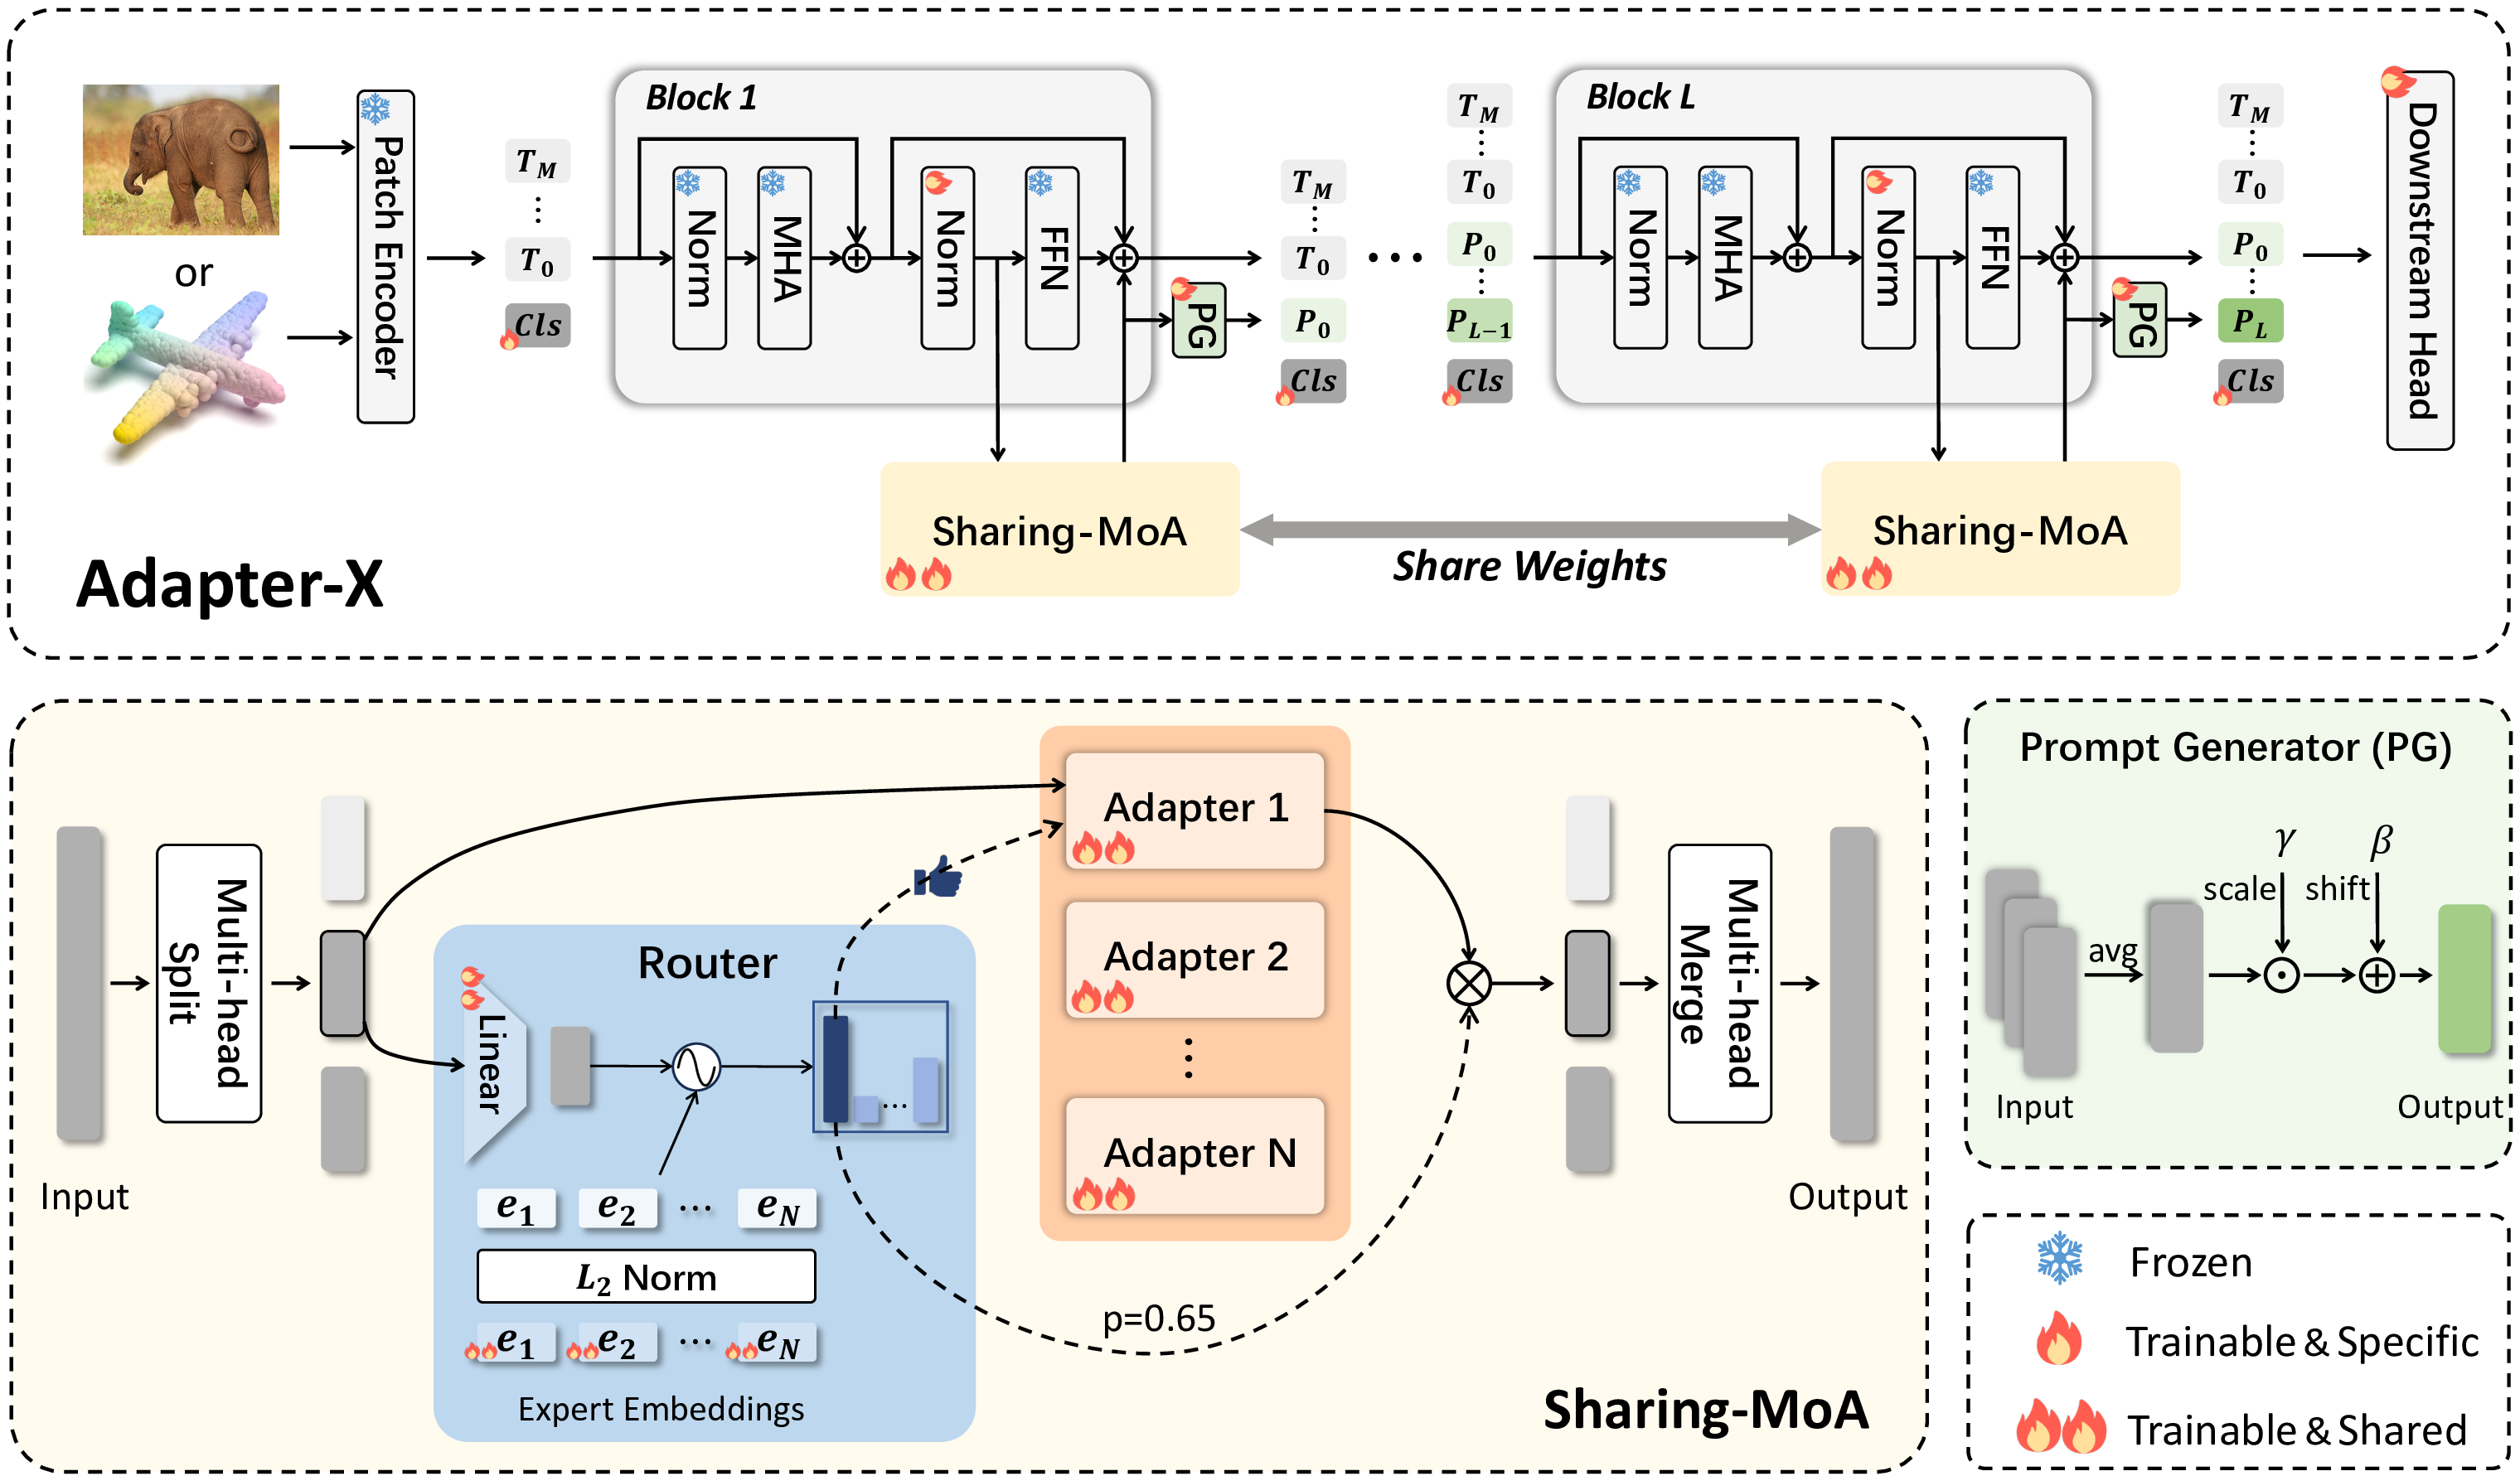 or
Patch Encoder
T_M
⋮
T_0
Cls
Block 1
Norm
MHA
Norm
FFN
PG
T_M
⋮
T_0
P_0
Cls
...
T_M
⋮
T_0
P_0
⋮
P_{L-1}
Cls
Block L
Norm
MHA
Norm
FFN
PG
T_M
⋮
T_0
P_0
⋮
P_L
Cls
Downstream Head
Sharing-MoA
Share Weights
Sharing-MoA
Adapter-X
Input
Multi-head
Split
Router
Linear
...
e_1 e_2 ... e_N
L_2 Norm
e_1 e_2 ... e_N
Expert Embeddings
Adapter 1
Adapter 2
⋮
Adapter N
p=0.65
Multi-head
Merge
Output
Sharing-MoA
Prompt Generator (PG)
γ β
scale shift
avg
Input
Output
Frozen
Trainable & Specific
Trainable & Shared